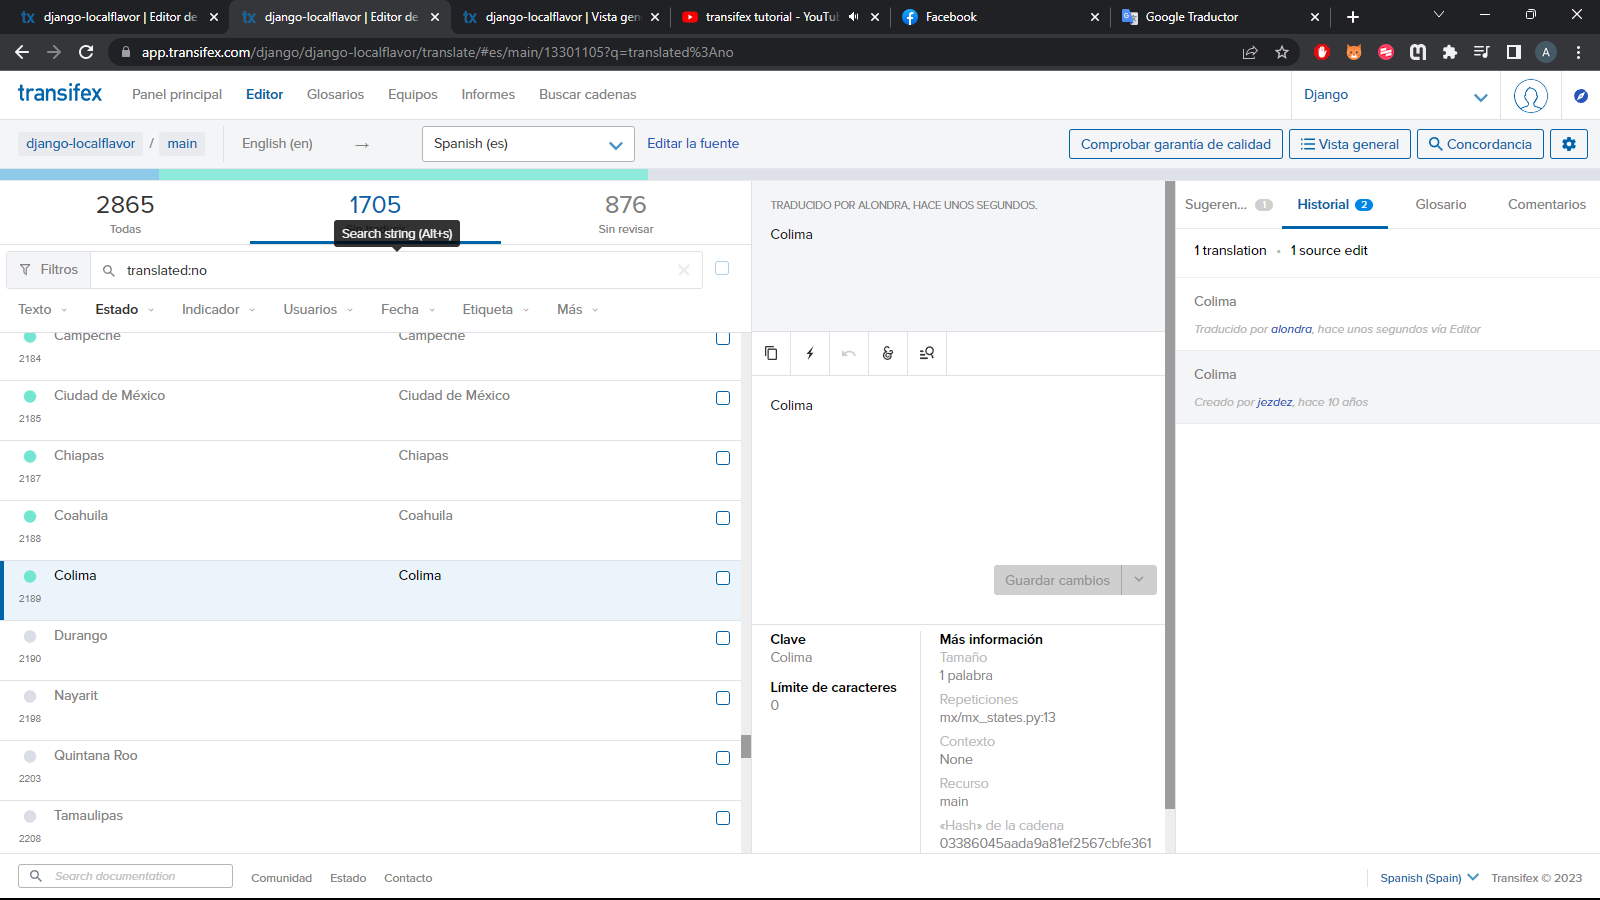 django-localflavor | Editor de
django-localflavor | Editor de
django-localflavor | Vista gen
transifex tutorial - YouTu
Facebook
Google Traductor
app.transifex.com/django/django-localflavor/translate/#es/main/13301105?q=translated%3Ano
A
transifex
Panel principal
Editor
Glosarios
Equipos
Informes
Buscar cadenas
Django
django-localflavor / main
English (en) →
Spanish (es)
Editar la fuente
Comprobar garantía de calidad
Vista general
Concordancia
2865
Todas
1705
876
Sin revisar
Search string (Alt+s)
Filtros
translated:no
Texto
Estado
Indicador
Usuarios
Fecha
Etiqueta
Más
Campeche Campeche
2184
Ciudad de México Ciudad de México
2185
Chiapas Chiapas
2187
Coahuila Coahuila
2188
Colima Colima
2189
Durango
2190
Nayarit
2198
Quintana Roo
2203
Tamaulipas
2208
TRADUCIDO POR ALONDRA, HACE UNOS SEGUNDOS.
Colima
Colima
Guardar cambios
Clave
Colima
Límite de caracteres
0
Más información
Tamaño
1 palabra
Repeticiones
mx/mx_states.py:13
Contexto
None
Recurso
main
«Hash» de la cadena
03386045aada9a81ef2567cbfe361
Sugeren... 1
Historial 2
Glosario
Comentarios
1 translation • 1 source edit
Colima
Traducido por alondra, hace unos segundos vía Editor
Colima
Creado por jezdez, hace 10 años
Search documentation
Comunidad
Estado
Contacto
Spanish (Spain)
Transifex © 2023